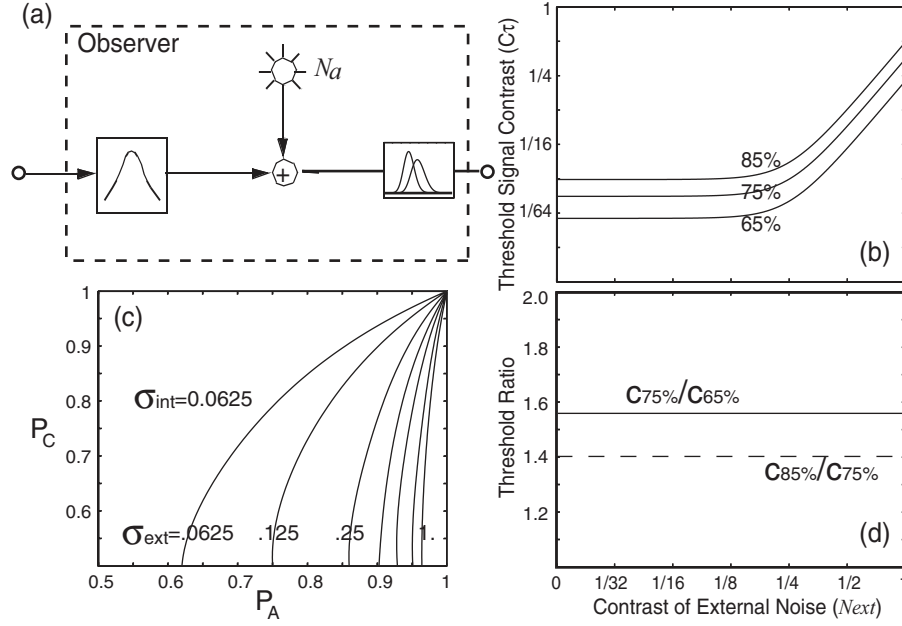 (a)
Observer
Na
+
Threshold Signal Contrast (Cτ)
1
1/4
1/16
1/64
85%
75%
65%
(b)
(c)
P_C
1
0.9
0.8
0.7
0.6
σint=0.0625
σext=.0625 .125 .25 1.
0.5 0.6 0.7 0.8 0.9 1
P_A
Threshold Ratio
2.0
1.8
1.6
1.4
1.2
C75%/C65%
C85%/C75%
(d)
0 1/32 1/16 1/8 1/4 1/2 1
Contrast of External Noise (Next)